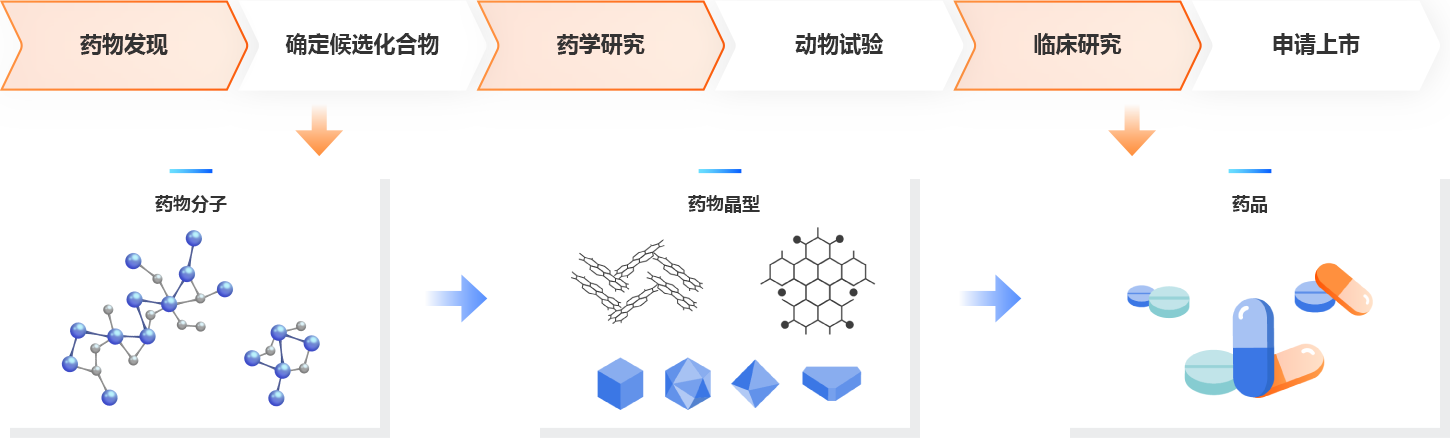 药物发现
确定候选化合物
药学研究
动物试验
临床研究
申请上市
药物分子
药物晶型
药品